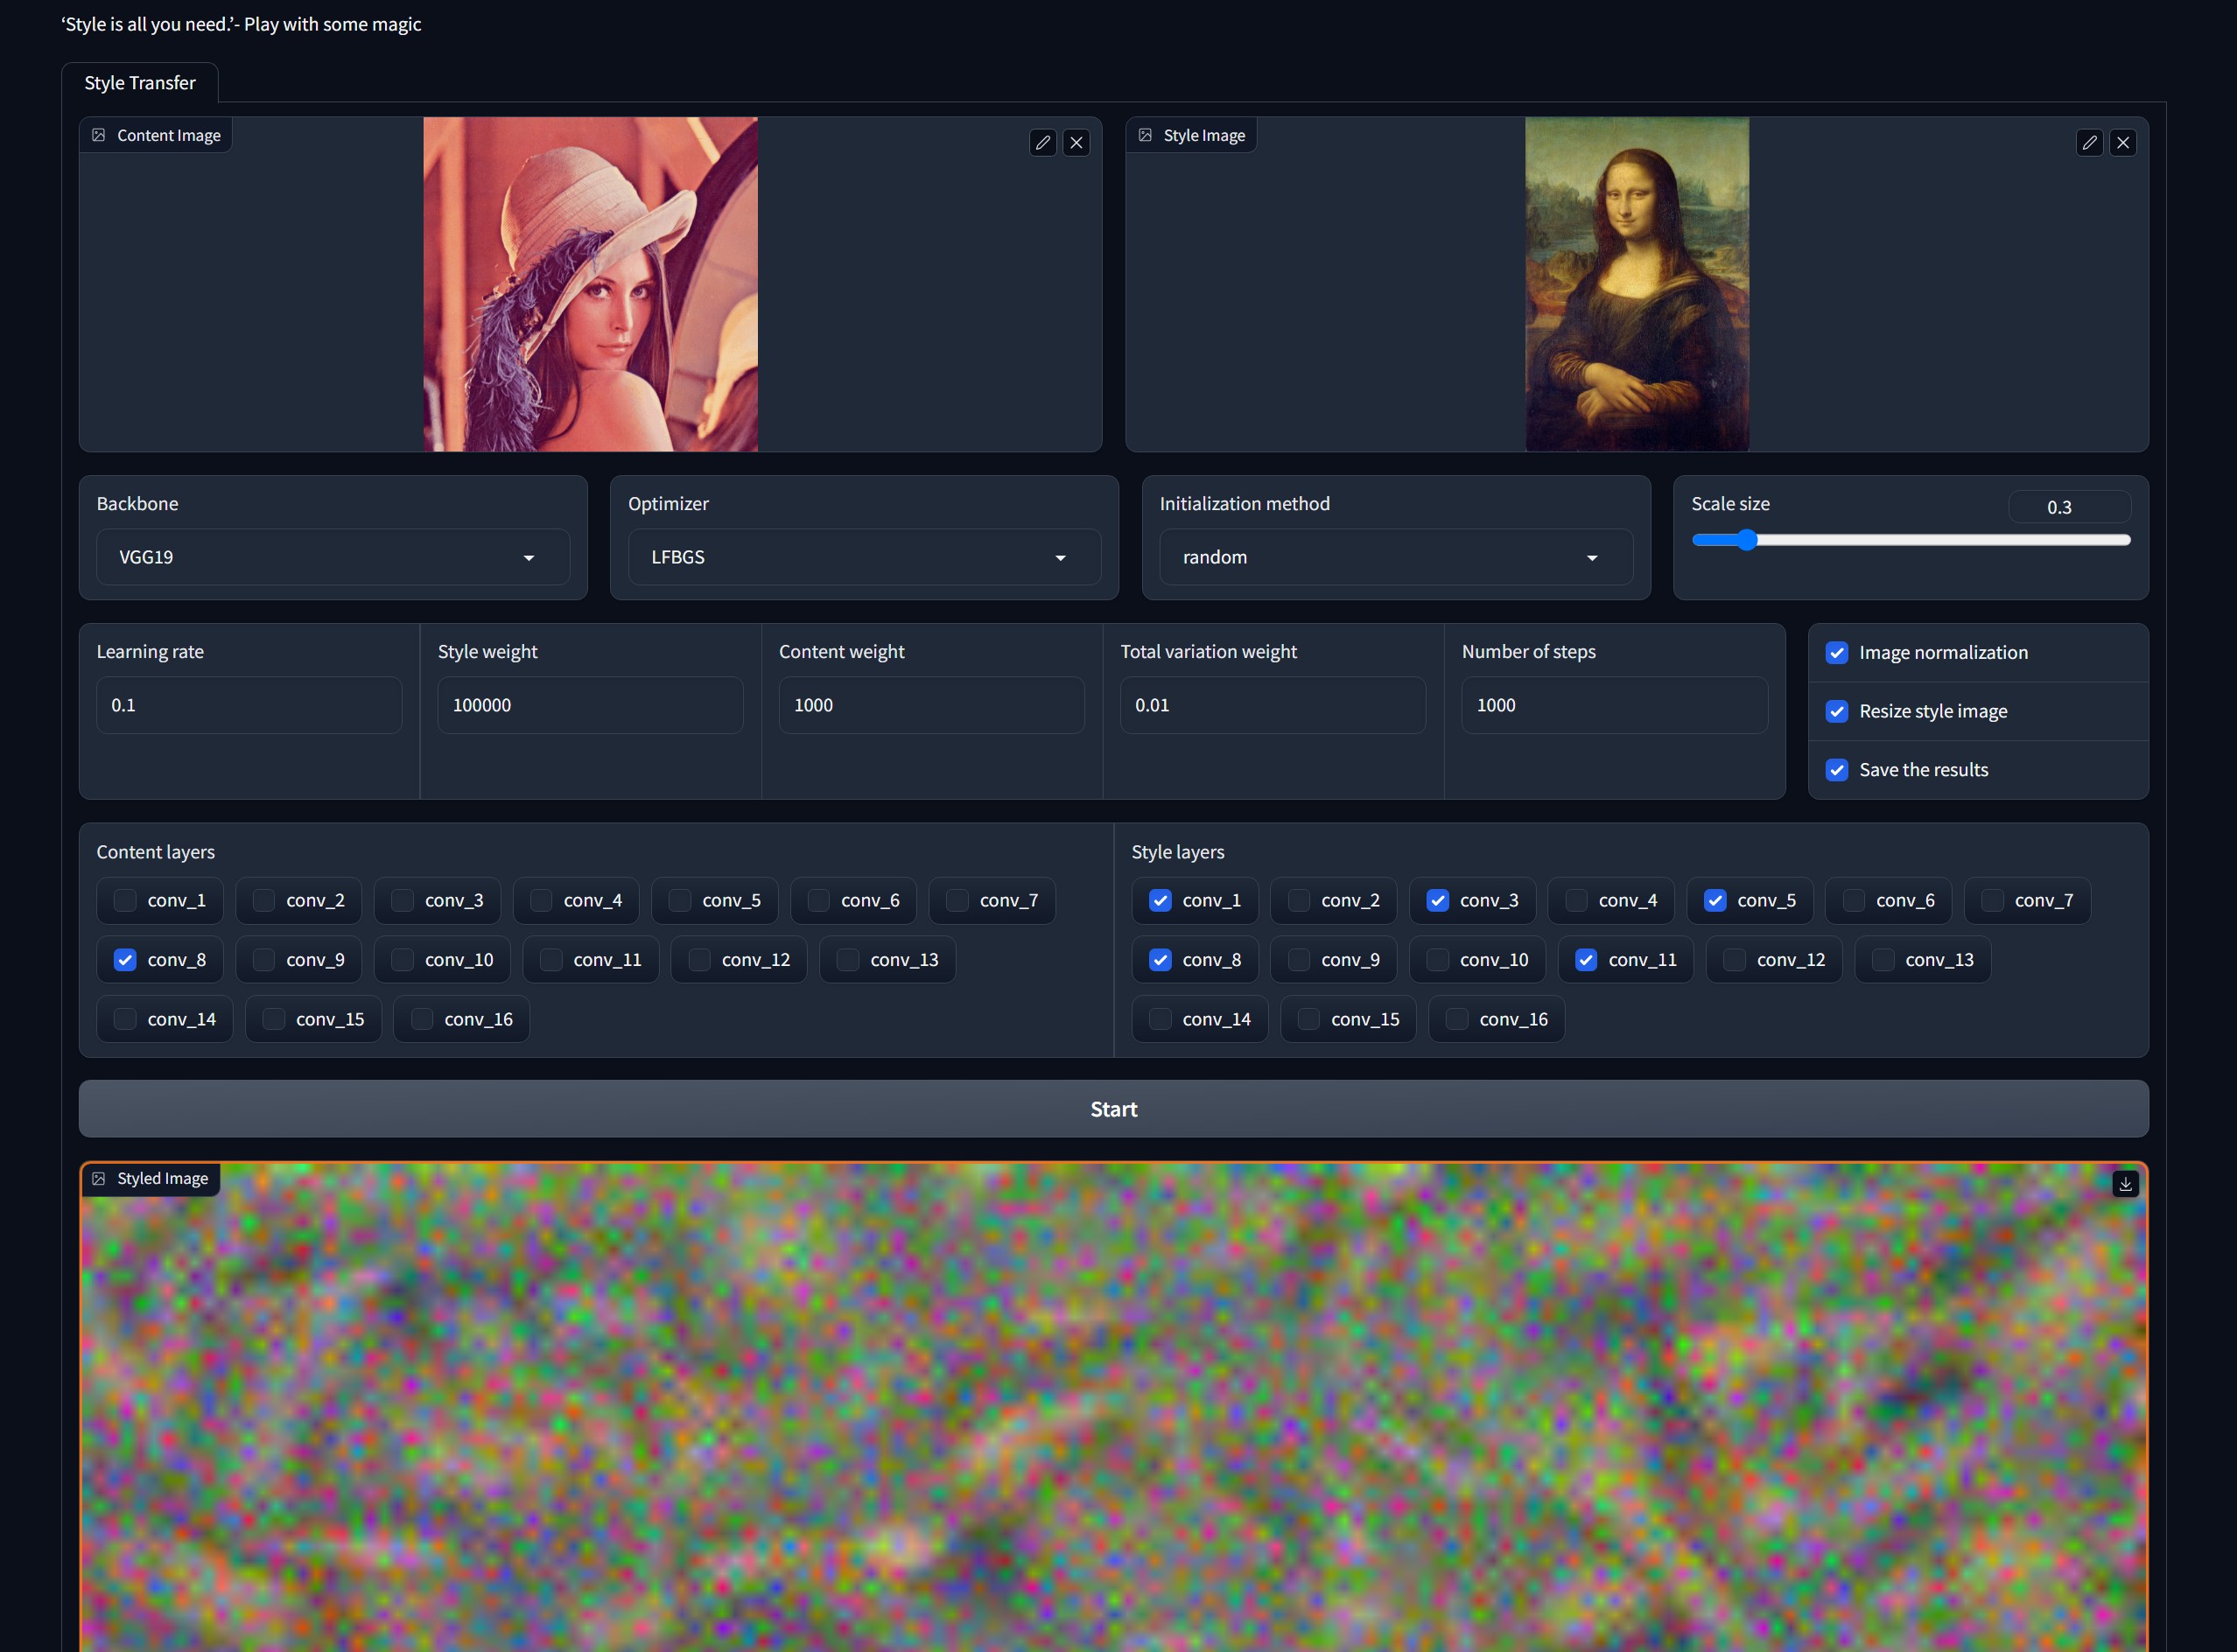 ‘Style is all you need.’- Play with some magic
Style Transfer
Content Image
Style Image
Backbone
Optimizer
Initialization method
Scale size
0.3
VGG19
LFBGS
random
Learning rate
Style weight
Content weight
Total variation weight
Number of steps
0.1
100000
1000
0.01
1000
Image normalization
Resize style image
Save the results
Content layers
conv_1 conv_2 conv_3 conv_4 conv_5 conv_6 conv_7
conv_8 conv_9 conv_10 conv_11 conv_12 conv_13
conv_14 conv_15 conv_16
Style layers
conv_1 conv_2 conv_3 conv_4 conv_5 conv_6 conv_7
conv_8 conv_9 conv_10 conv_11 conv_12 conv_13
conv_14 conv_15 conv_16
Start
Styled Image